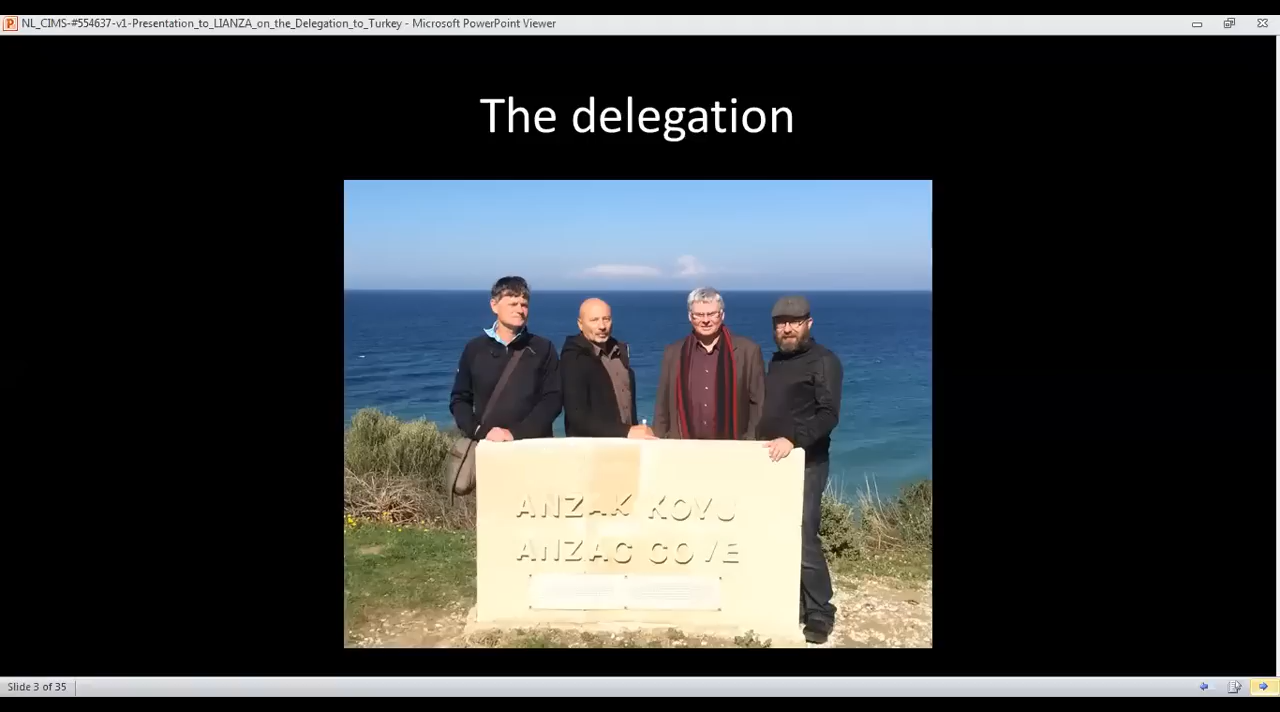 NL_CIMS-#554637-v1-Presentation_to_LIANZA_on_the_Delegation_to_Turkey - Microsoft PowerPoint Viewer
The delegation
ANZAK KOYU
ANZAC COVE
Slide 3 of 35